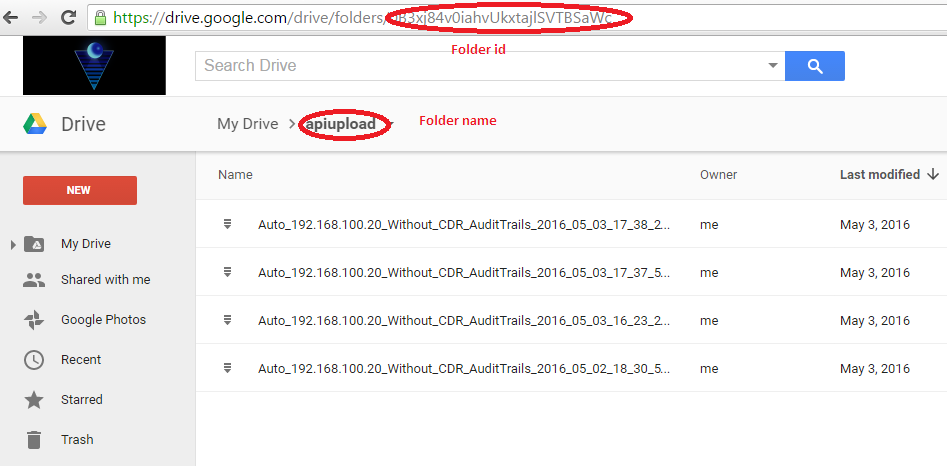 https://drive.google.com/drive/folders/0B3xj84v0iahvUkxtajlSVTBSaWc
Folder id
Search Drive
Drive
My Drive > apiupload
Folder name
NEW
Name Owner Last modified
Auto_192.168.100.20_Without_CDR_AuditTrails_2016_05_03_17_38_2... me May 3, 2016
My Drive
Auto_192.168.100.20_Without_CDR_AuditTrails_2016_05_03_17_37_5... me May 3, 2016
Shared with me
Auto_192.168.100.20_Without_CDR_AuditTrails_2016_05_03_16_23_2... me May 3, 2016
Google Photos
Auto_192.168.100.20_Without_CDR_AuditTrails_2016_05_02_18_30_5... me May 3, 2016
Recent
Starred
Trash